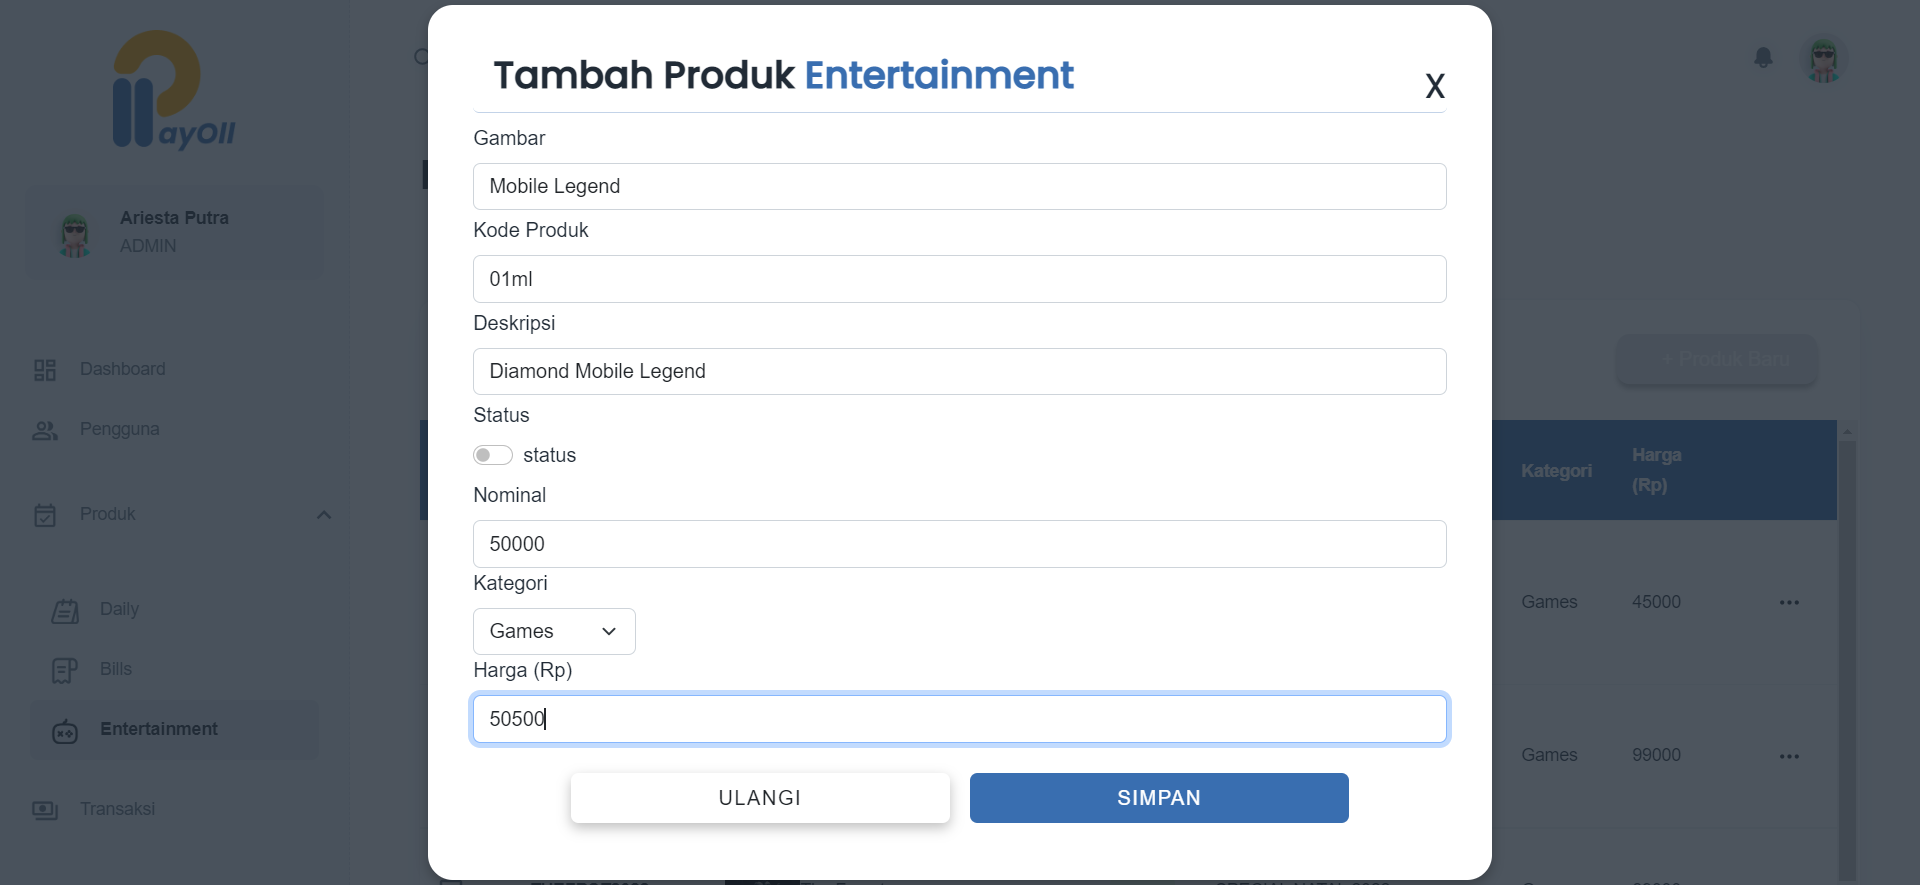 ayOll
Ariesta Putra
ADMIN
Dashboard
Pengguna
Produk
Daily
Bills
Entertainment
Transaksi
Tambah Produk Entertainment
X
Gambar
Mobile Legend
Kode Produk
01ml
Deskripsi
Diamond Mobile Legend
Status
status
Nominal
50000
Kategori
Games
Harga (Rp)
50500
ULANGI
SIMPAN
+ Produk Baru
Kategori
Harga
(Rp)
Games
45000
Games
99000